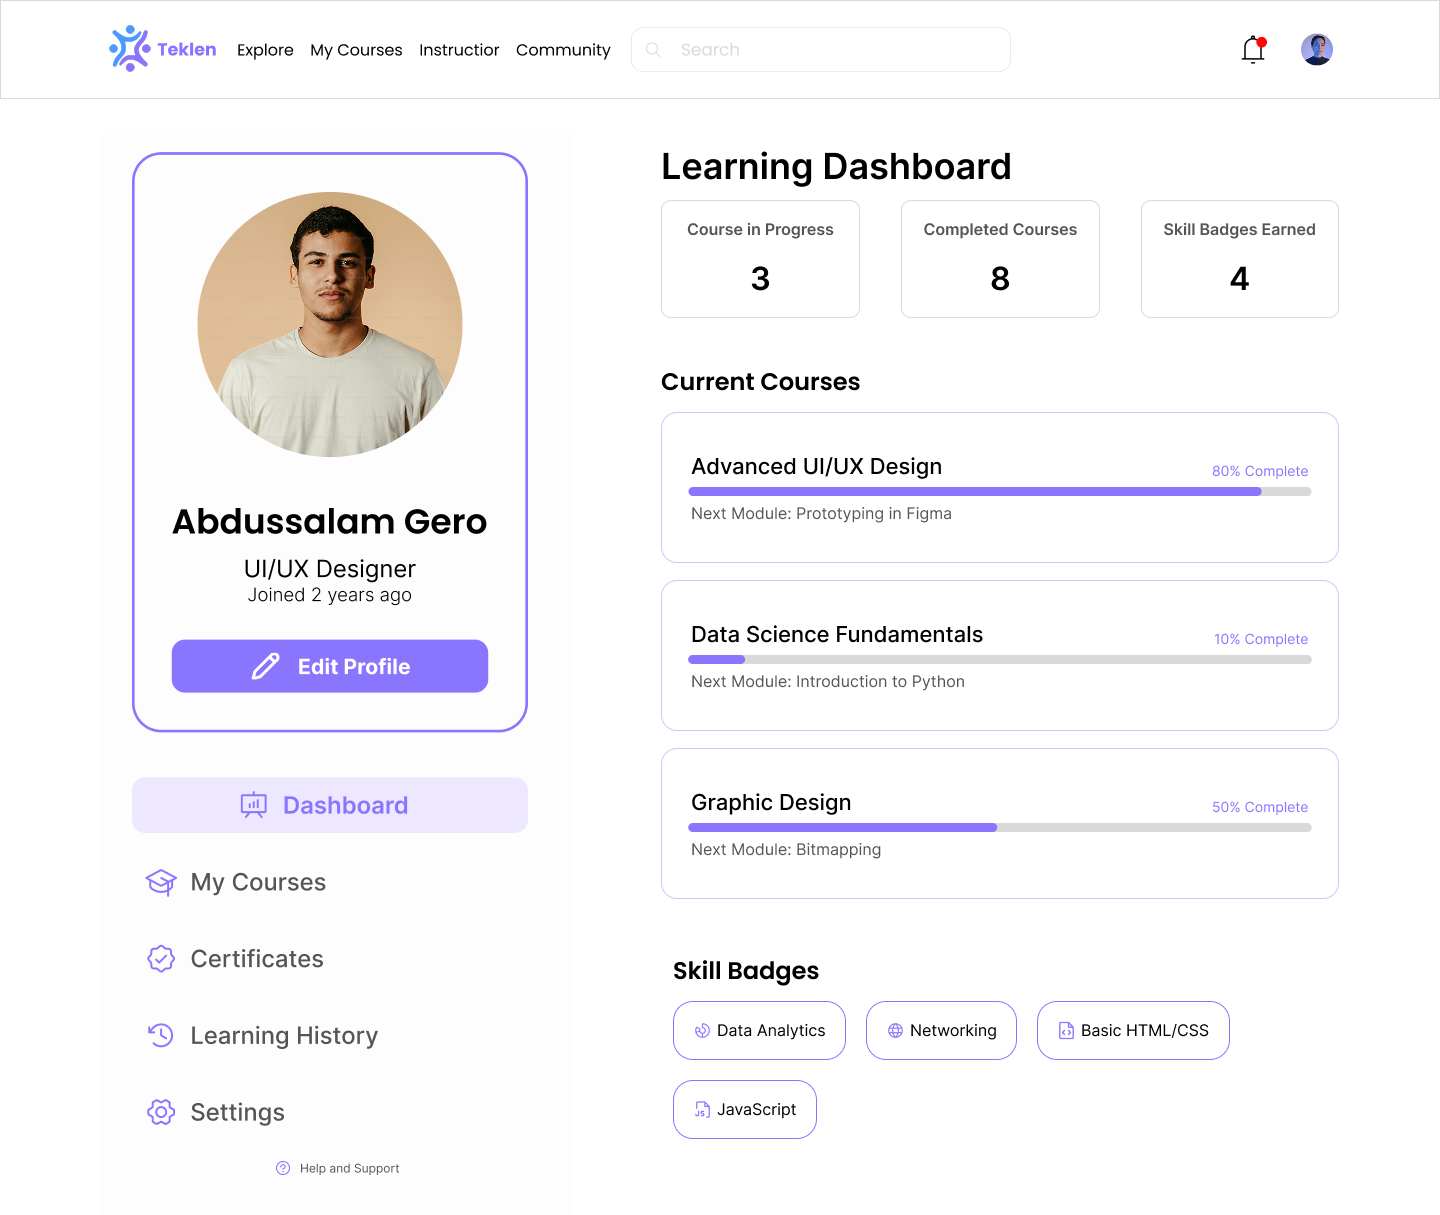 Teklen
Explore
My Courses
Instructior
Community
Search
Abdussalam Gero
UI/UX Designer
Joined 2 years ago
Edit Profile
Dashboard
My Courses
Certificates
Learning History
Settings
Help and Support
Learning Dashboard
Course in Progress
3
Completed Courses
8
Skill Badges Earned
4
Current Courses
Advanced UI/UX Design
80% Complete
Next Module: Prototyping in Figma
Data Science Fundamentals
10% Complete
Next Module: Introduction to Python
Graphic Design
50% Complete
Next Module: Bitmapping
Skill Badges
Data Analytics
Networking
Basic HTML/CSS
JS
JavaScript